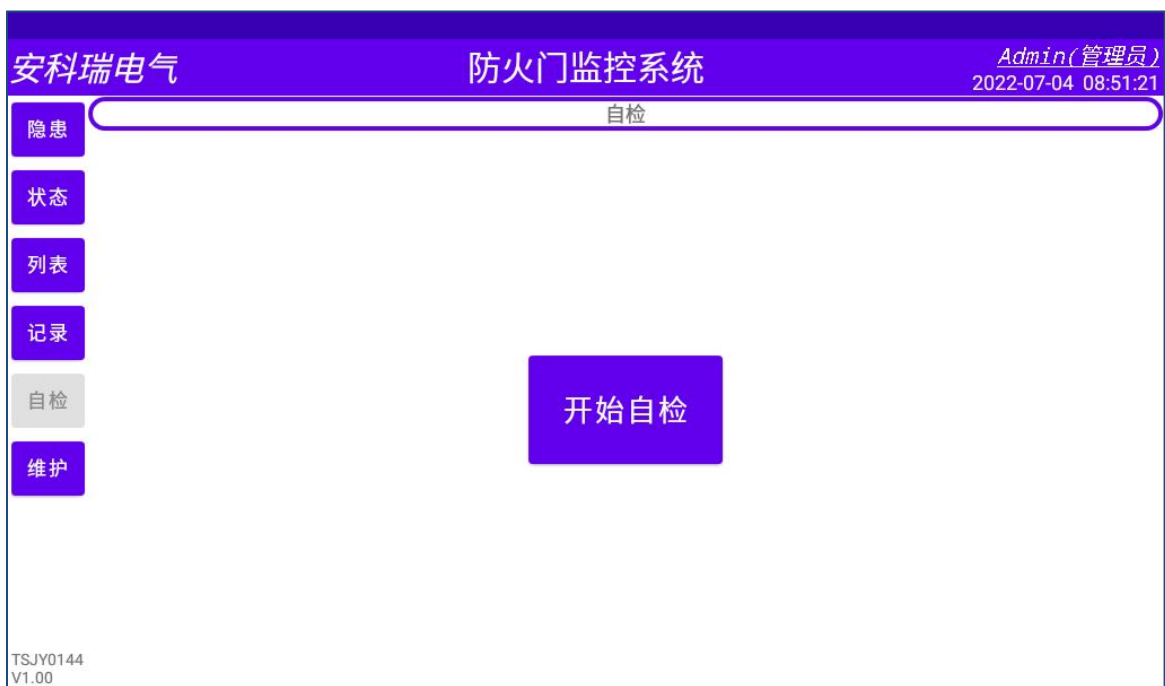 安科瑞电气
防火门监控系统
Admin(管理员)
2022-07-04 08:51:21
自检
隐患
状态
列表
记录
自检
维护
开始自检
TSJY0144
V1.00